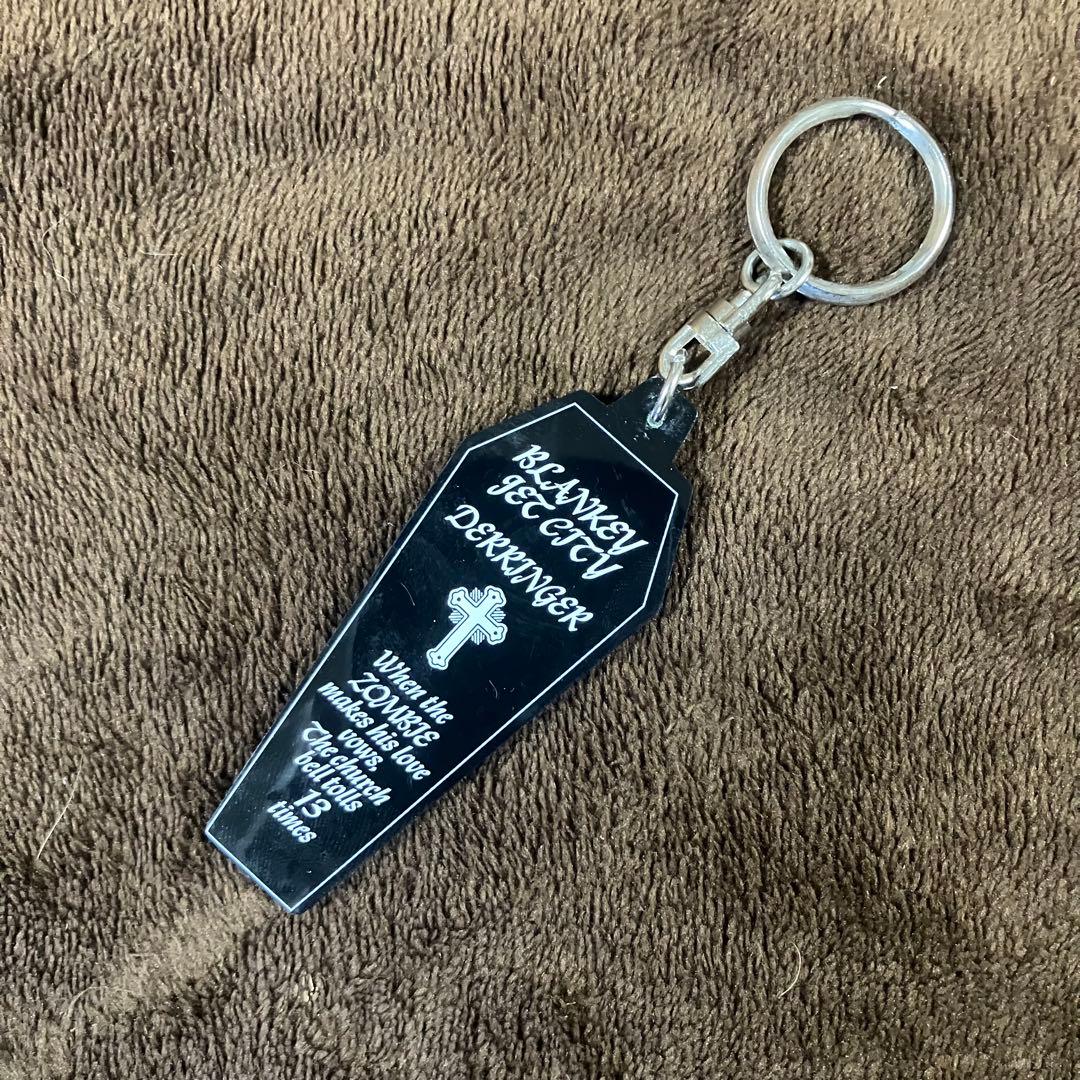 BLANKEY
JET CITY
DERRINGER
When the
ZOMBIE
makes his love
vows,
The church
bell tolls
13
times